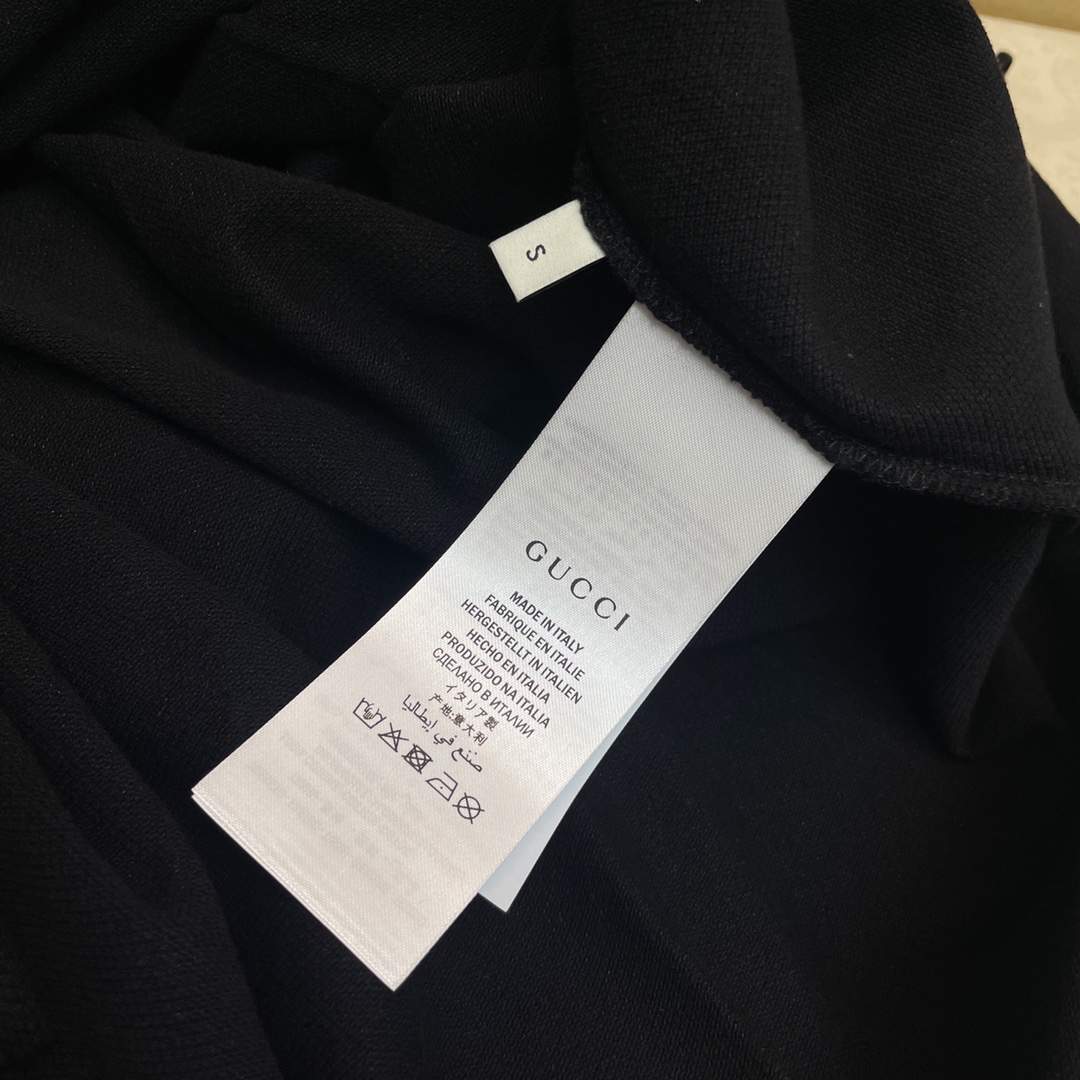 S
GUCCI
MADE IN ITALY
FABRIQUE EN ITALIE
HERGESTELLT IN ITALIEN
HECHO EN ITALIA
PRODUZIDO NA ITALIA
СДЕЛАНО В ИТАЛИИ
イタリア製
产地:意大利
صنع في إيطاليا